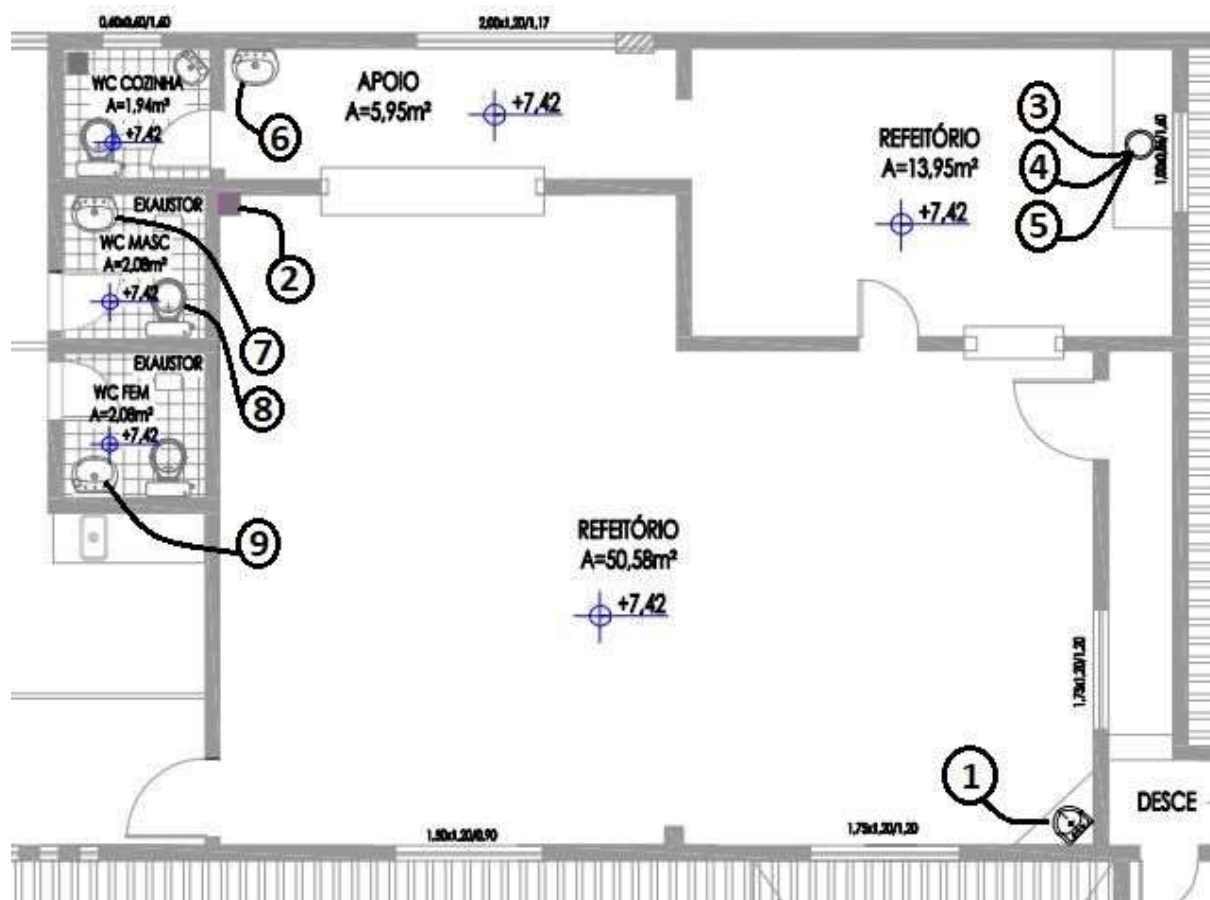 0,60x0,60/1,60
2,00x1,20/1,17
WC COZINHA
A=1,94m²
+7,42
6
APOIO
A=5,95m²
+7,42
REFEITÓRIO
A=13,95m²
+7,42
3
4
5
EXAUSTOR
WC MASC
A=2,08m²
+7,42
2
7
EXAUSTOR
WC FEM
A=2,08m²
+7,42
8
9
REFEITÓRIO
A=50,58m²
+7,42
1,75x1,20/1,20
1
DESCE
1,50x1,20/0,90
1,75x1,20/1,20